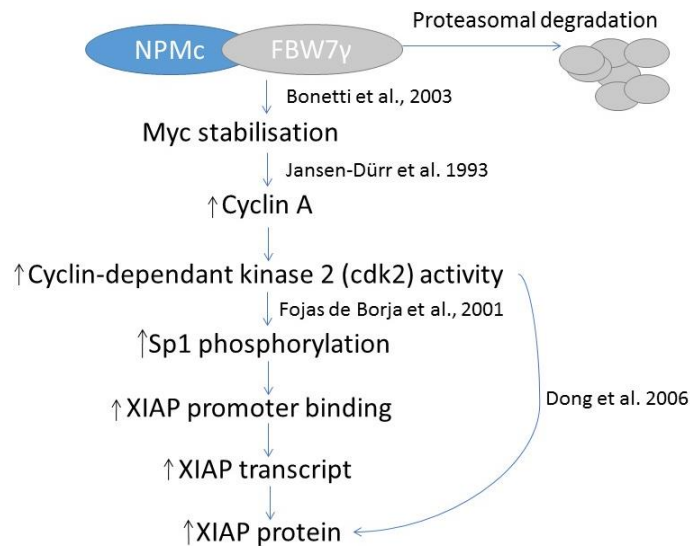 Proteasomal degradation
NPMc FBW7γ
Bonetti et al., 2003
Myc stabilisation
Jansen-Dürr et al. 1993
↑Cyclin A
↑Cyclin-dependant kinase 2 (cdk2) activity
Fojas de Borja et al., 2001
↑Sp1 phosphorylation
↑XIAP promoter binding
Dong et al. 2006
↑XIAP transcript
↑XIAP protein